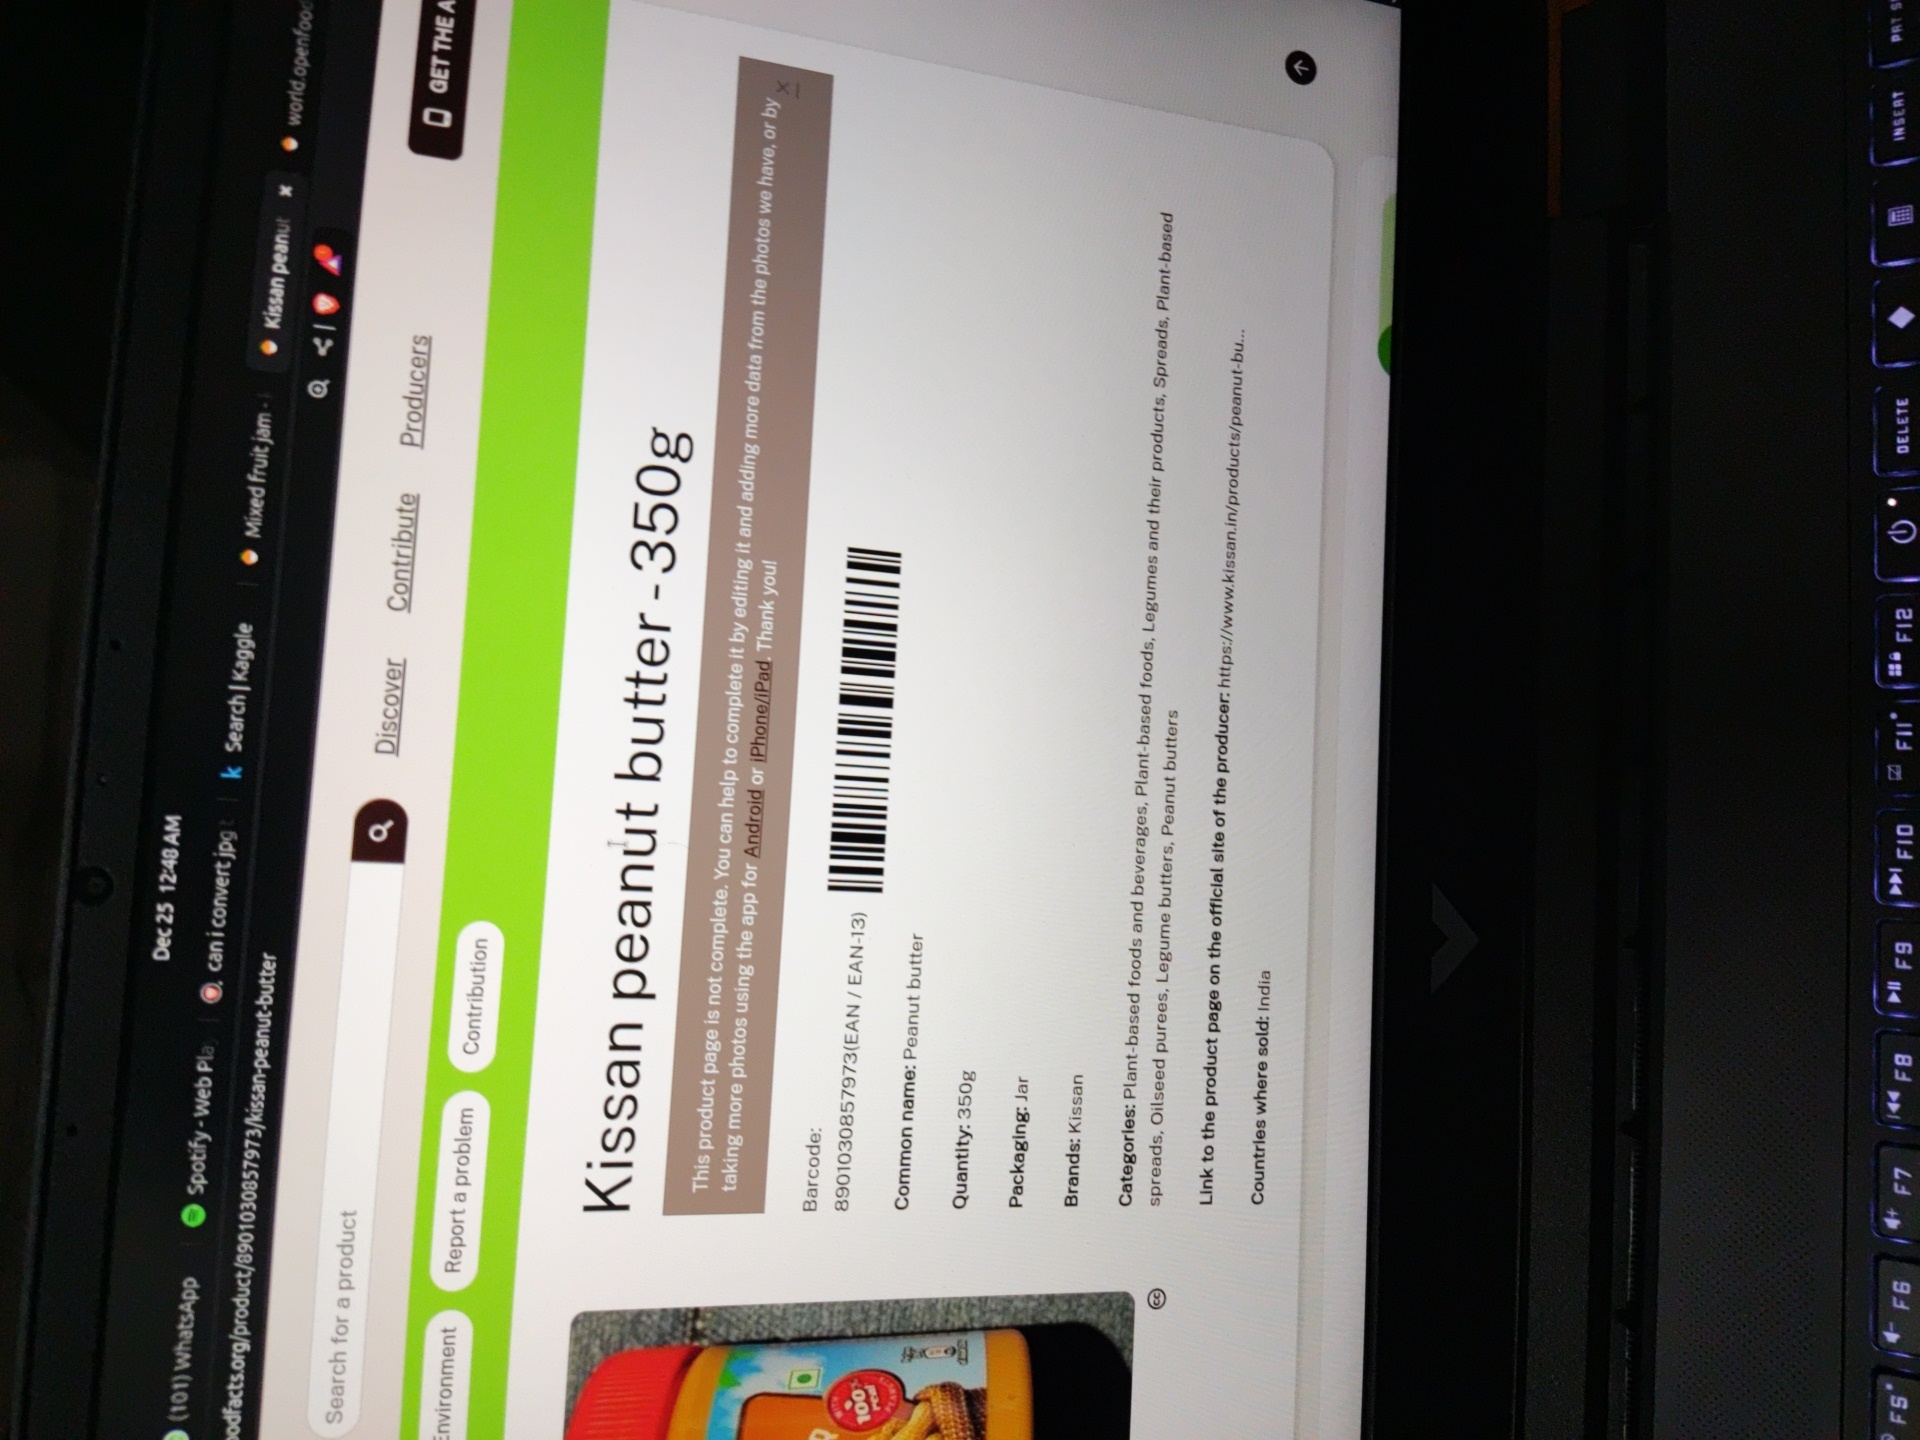 Dec 25 12:48 AM
(101) WhatsApp
Spotify - Web Pla
can i convert jpg t
k Search | Kaggle
Mixed fruit jam -
Kissan peanut
world.openfood
oodfacts.org/product/8901030857973/kissan-peanut-butter
Search for a product
Discover
Contribute
Producers
GET THE A
Environment
Report a problem
Contribution
Kissan peanut butter - 350g
This product page is not complete. You can help to complete it by editing it and adding more data from the photos we have, or by
taking more photos using the app for Android or iPhone/iPad. Thank you!
Barcode:
8901030857973(EAN / EAN-13)
Common name: Peanut butter
Quantity: 350g
Packaging: Jar
Brands: Kissan
Categories: Plant-based foods and beverages, Plant-based foods, Legumes and their products, Spreads, Plant-based
spreads, Oilseed purees, Legume butters, Peanut butters
Link to the product page on the official site of the producer: https://www.kissan.in/products/peanut-bu...
Countries where sold: India
R
WITH
100%
real
PEANUTS
cc
F5 F6 F7 F8 F9 F10 F11 F12 DELETE INSERT PRT S